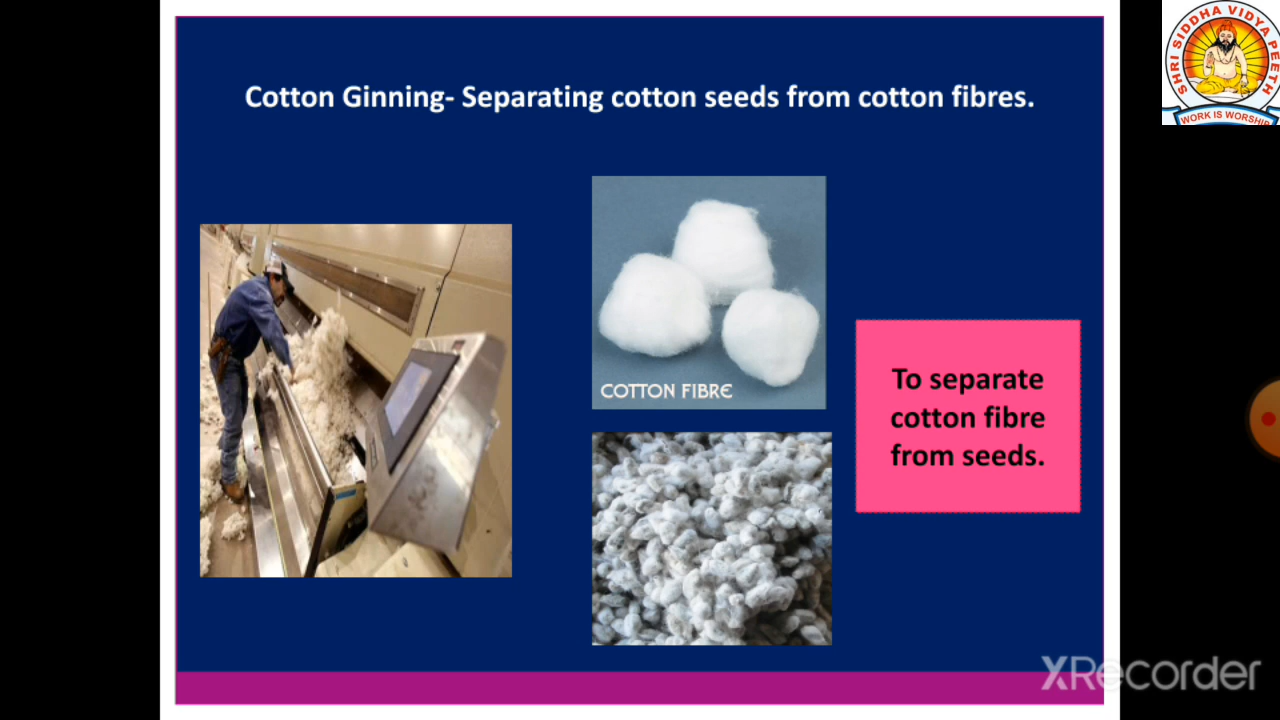 Cotton Ginning- Separating cotton seeds from cotton fibres.
COTTON FIBRE
To separate
cotton fibre
from seeds.
SHRI SIDDHA VIDYA PEETH
WORK IS WORSHIP
XRecorder